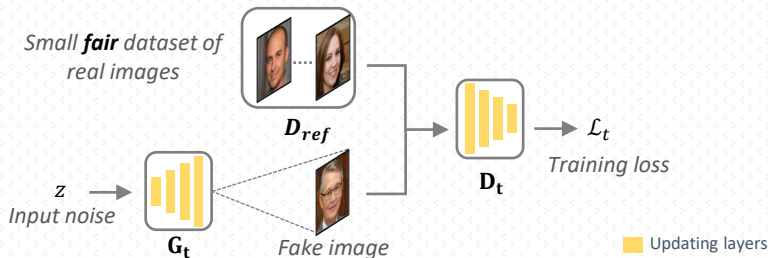 Small fair dataset of
real images
D_ref
z
Input noise
G_t
Fake image
D_t
ℒ_t
Training loss
Updating layers